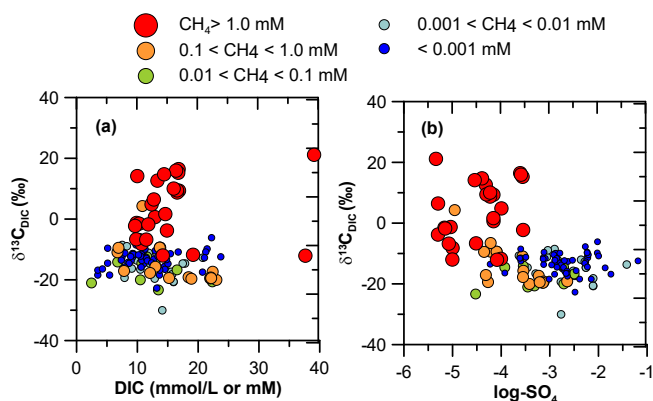 CH₄> 1.0 mM
0.1 < CH4 < 1.0 mM
0.01 < CH4 < 0.1 mM
0.001 < CH4 < 0.01 mM
< 0.001 mM
40
20
0
-20
-40
δ¹³C_DIC (‰)
(a)
0 10 20 30 40
DIC (mmol/L or mM)
40
20
0
-20
-40
δ¹³C_DIC (‰)
(b)
-6 -5 -4 -3 -2 -1
log-SO₄